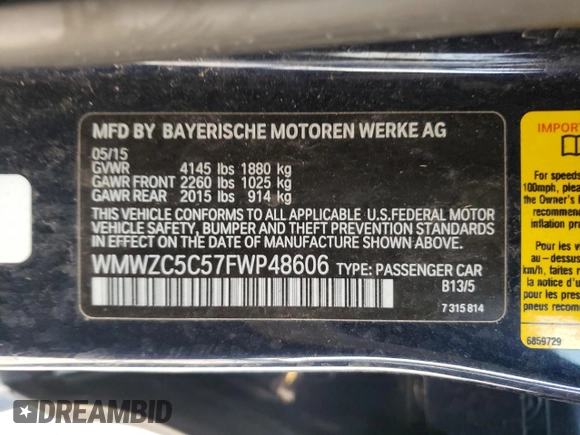 MFD BY BAYERISCHE MOTOREN WERKE AG
05/15
GVWR 4145 lbs 1880 kg
GAWR FRONT 2260 lbs 1025 kg
GAWR REAR 2015 lbs 914 kg
THIS VEHICLE CONFORMS TO ALL APPLICABLE U.S.FEDERAL MOTOR
VEHICLE SAFETY, BUMPER AND THEFT PREVENTION STANDARDS
IN EFFECT ON THE DATE OF MANUFACTURE SHOWN ABOVE.
WMWZC5C57FWP48606 TYPE: PASSENGER CAR
B13/5
7 315 814
For speeds
100mph, pleas
the Owner's
recommen
inflation pr
Pour les v
au-dessus
km/h, ten
la notice d'u
pour les pres
pneus recom
6859729
DREAMBID